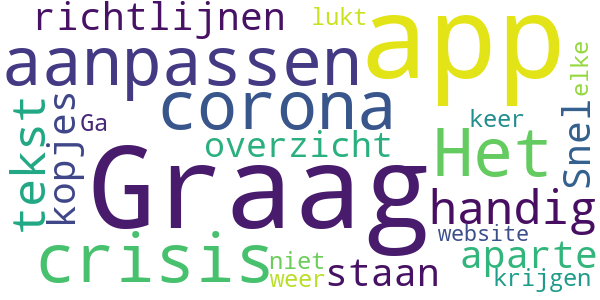 richtlijnen lukt app
aanpassen elke
tekst kopjes Ga corona keer Snel
overzicht Het
Graag handig
website
crisis niet aparte
weer staan krijgen